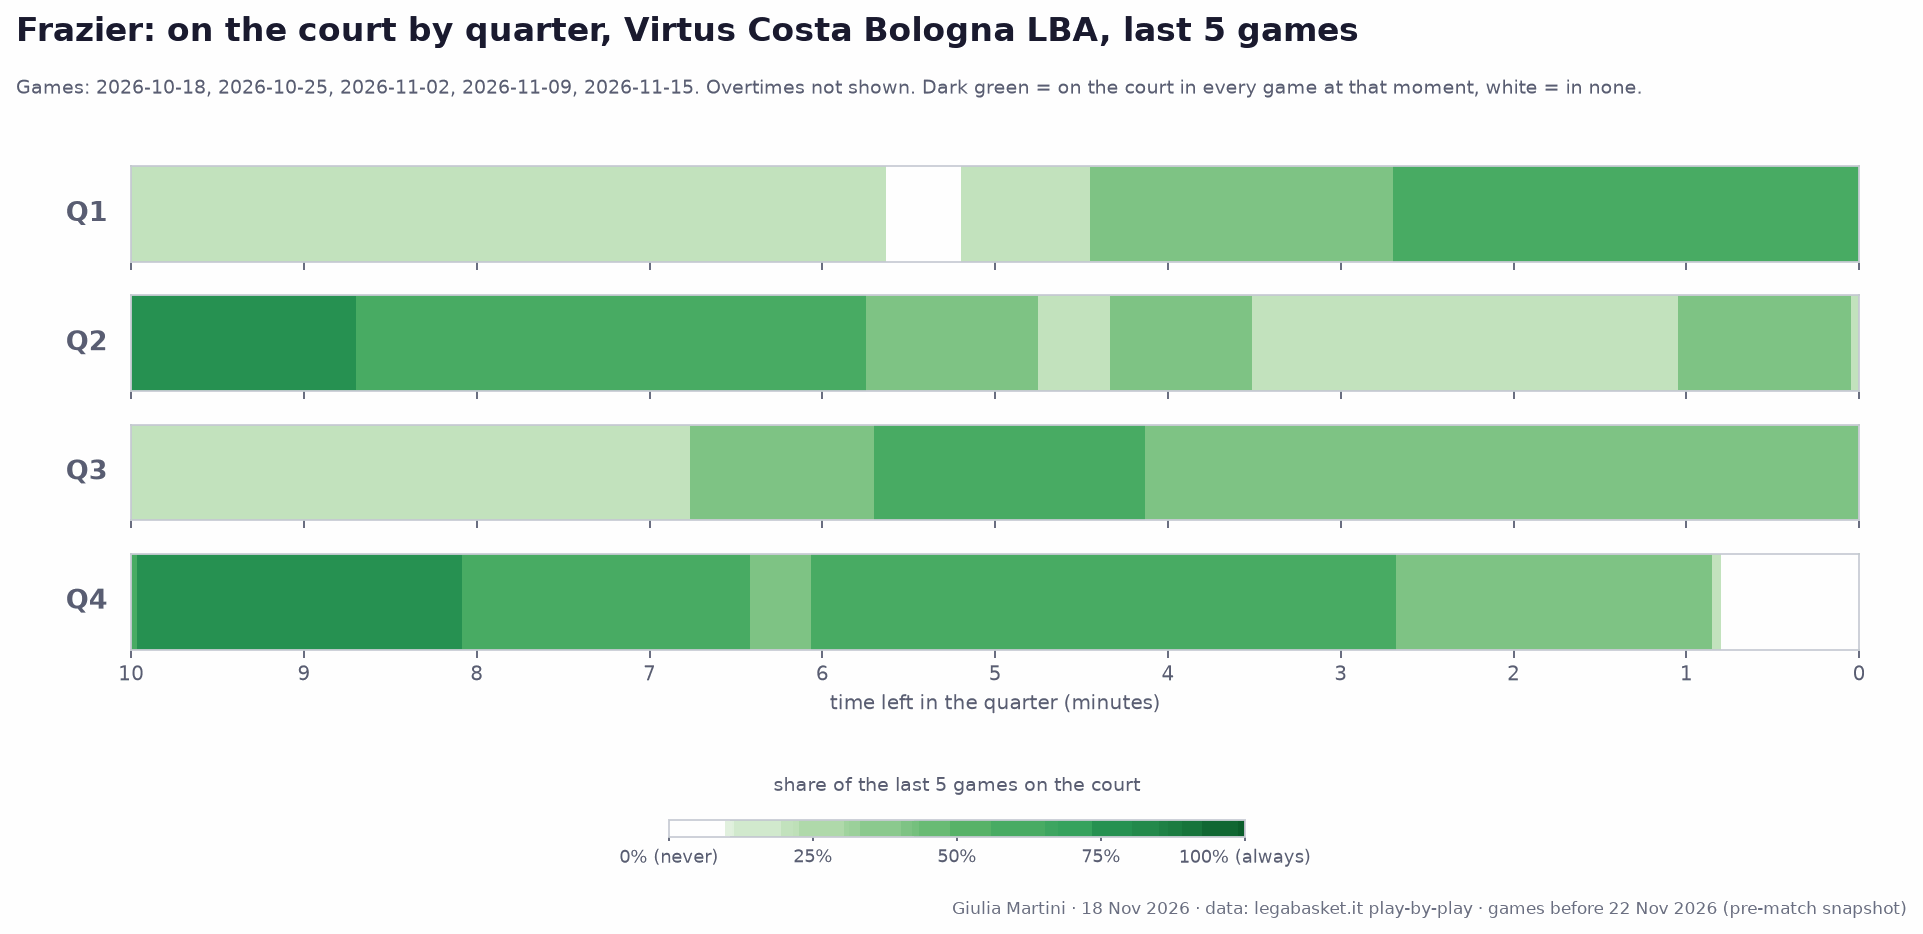 Frazier: on the court by quarter, Virtus Costa Bologna LBA, last 5 games
Games: 2026-10-18, 2026-10-25, 2026-11-02, 2026-11-09, 2026-11-15. Overtimes not shown. Dark green = on the court in every game at that moment, white = in none.
Q1
Q2
Q3
Q4
10 9 8 7 6 5 4 3 2 1 0
time left in the quarter (minutes)
share of the last 5 games on the court
0% (never) 25% 50% 75% 100% (always)
Giulia Martini · 18 Nov 2026 · data: legabasket.it play-by-play · games before 22 Nov 2026 (pre-match snapshot)